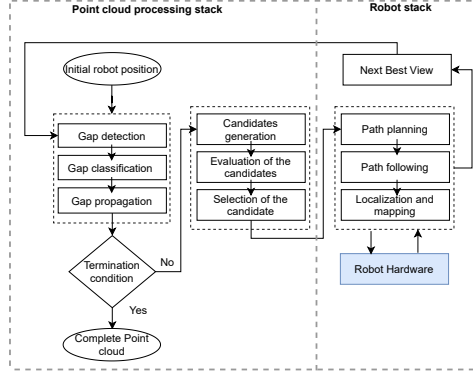 Point cloud processing stack
Robot stack
Initial robot position
Next Best View
Gap detection
Gap classification
Gap propagation
Candidates
generation
Evaluation of the
candidates
Selection of the
candidate
Path planning
Path following
Localization and
mapping
Termination
condition
No
Yes
Robot Hardware
Complete Point
cloud